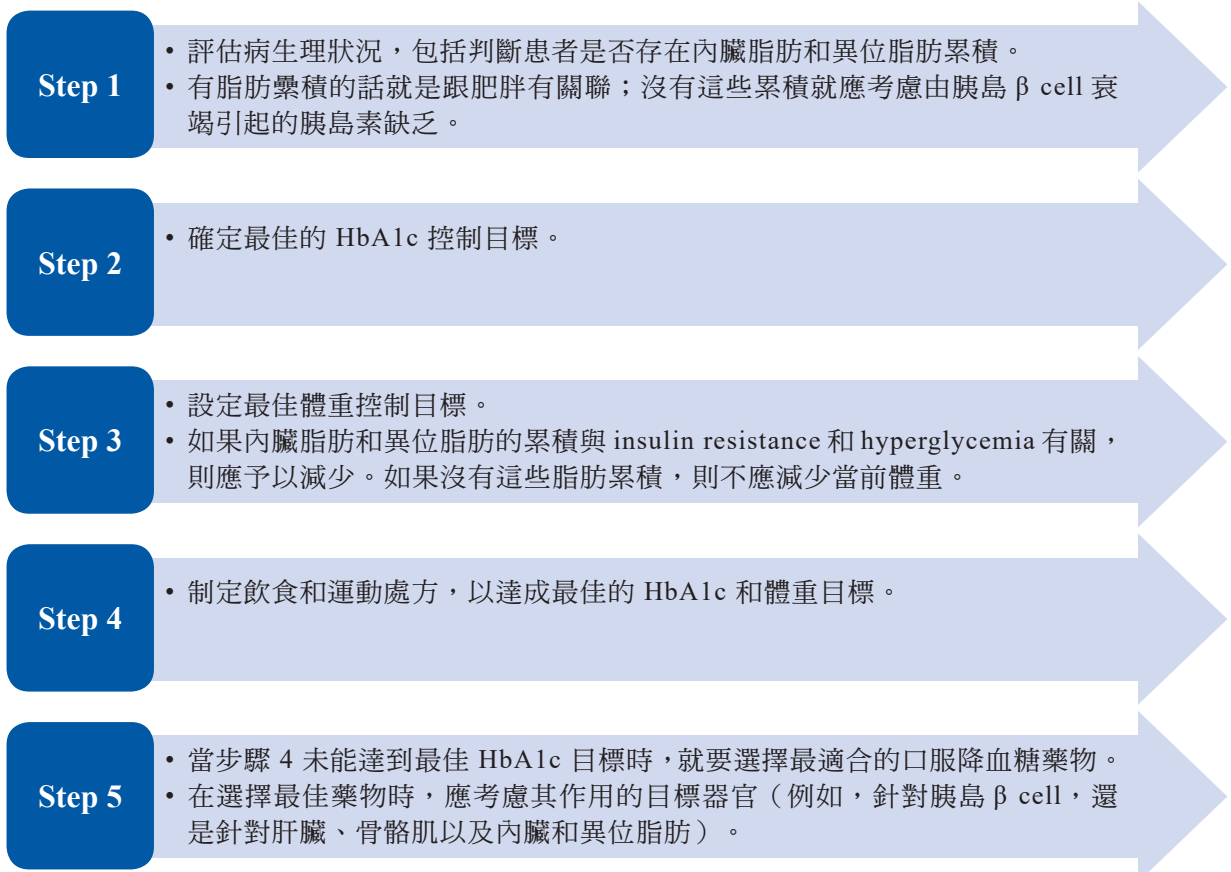 Step 1
• 評估病生理狀況，包括判斷患者是否存在內臟脂肪和異位脂肪累積。
• 有脂肪纍積的話就是跟肥胖有關聯；沒有這些累積就應考慮由胰島 β cell 衰
竭引起的胰島素缺乏。
Step 2
• 確定最佳的 HbA1c 控制目標。
Step 3
• 設定最佳體重控制目標。
• 如果內臟脂肪和異位脂肪的累積與 insulin resistance 和 hyperglycemia 有關，
則應予以減少。如果沒有這些脂肪累積，則不應減少當前體重。
Step 4
• 制定飲食和運動處方，以達成最佳的 HbA1c 和體重目標。
Step 5
• 當步驟 4 未能達到最佳 HbA1c 目標時，就要選擇最適合的口服降血糖藥物。
• 在選擇最佳藥物時，應考慮其作用的目標器官（例如，針對胰島 β cell，還
是針對肝臟、骨骼肌以及內臟和異位脂肪）。